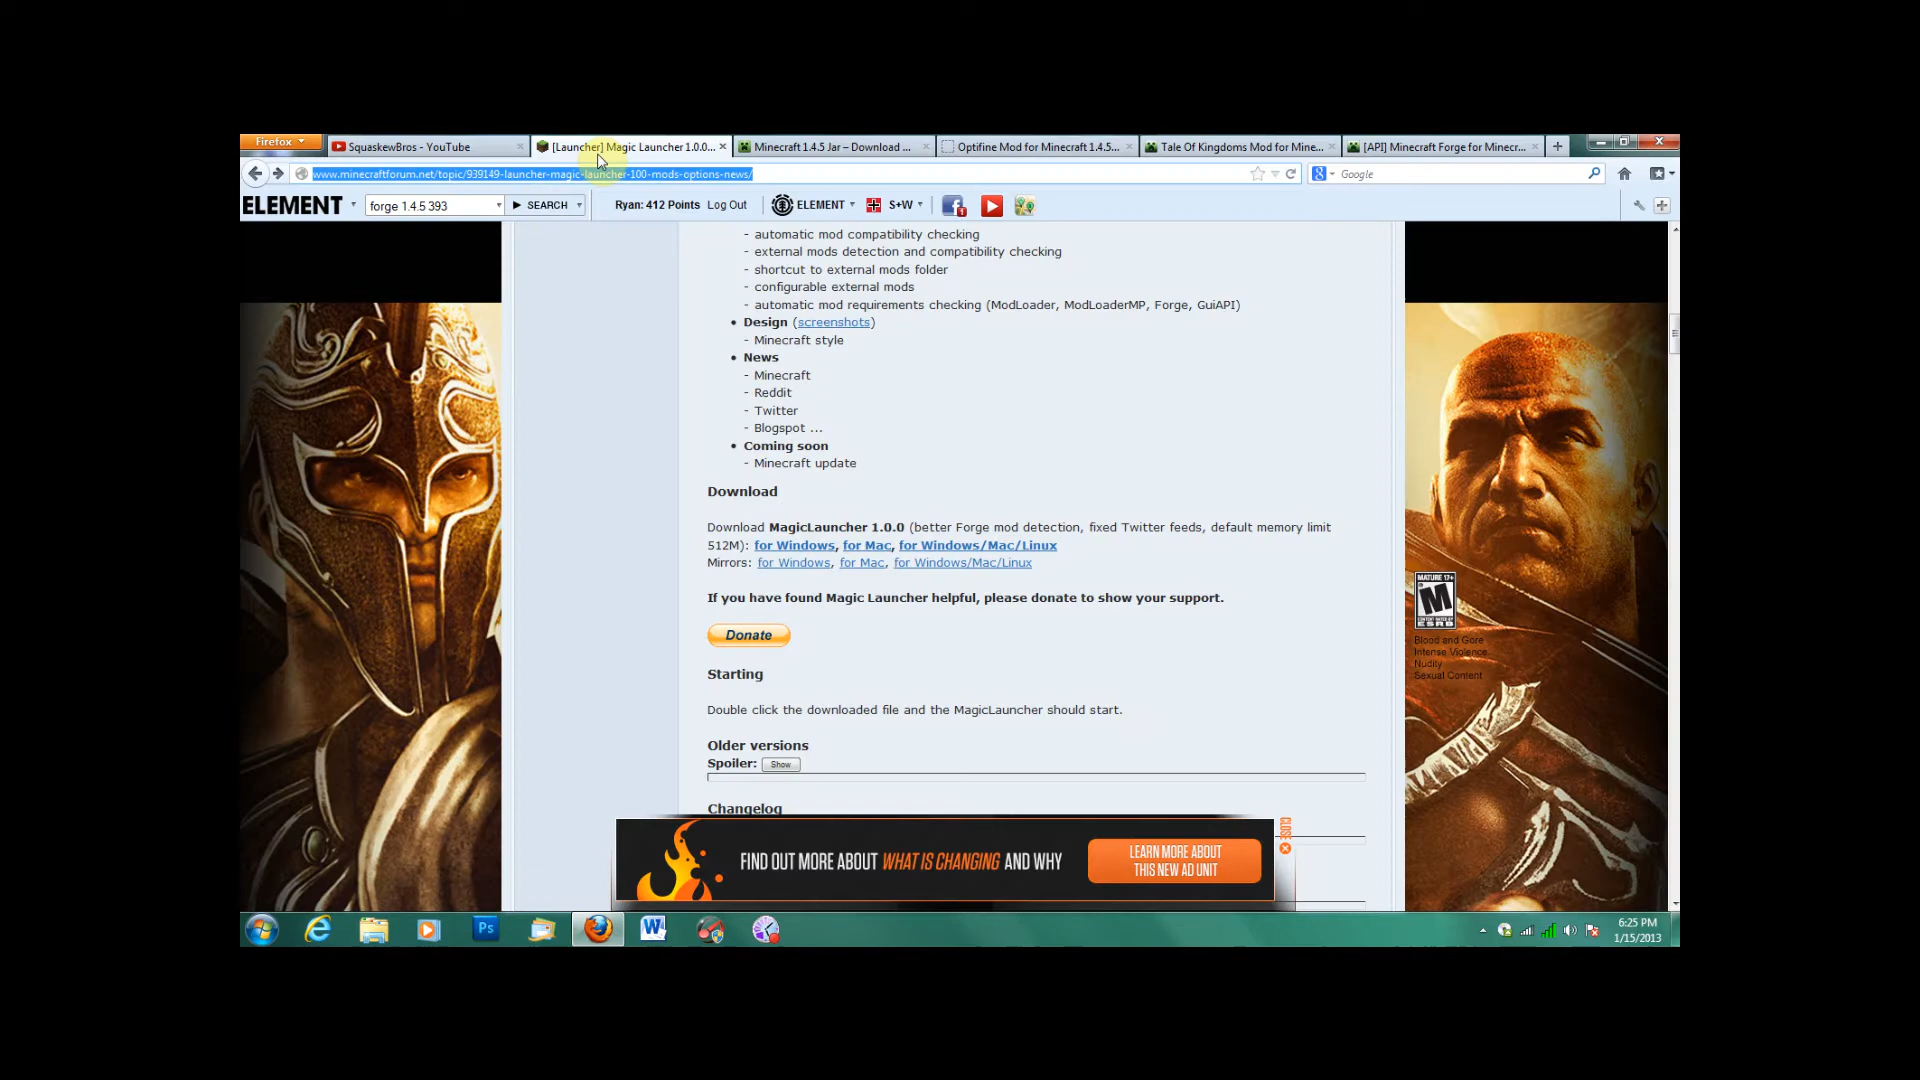 Firefox
SquaskewBros - YouTube
[Launcher] Magic Launcher 1.0.0...
Minecraft 1.4.5 Jar – Download ...
Optifine Mod for Minecraft 1.4.5...
Tale Of Kingdoms Mod for Mine...
[API] Minecraft Forge for Minecr...
www.minecraftforum.net/topic/939149-launcher-magic-launcher-100-mods-options-news/
Google
ELEMENT
forge 1.4.5 393
SEARCH
Ryan: 412 Points
Log Out
ELEMENT
S+W
- automatic mod compatibility checking
- external mods detection and compatibility checking
- shortcut to external mods folder
- configurable external mods
- automatic mod requirements checking (ModLoader, ModLoaderMP, Forge, GuiAPI)
• Design (screenshots)
- Minecraft style
• News
- Minecraft
- Reddit
- Twitter
- Blogspot ...
• Coming soon
- Minecraft update
Download
Download MagicLauncher 1.0.0 (better Forge mod detection, fixed Twitter feeds, default memory limit
512M): for Windows, for Mac, for Windows/Mac/Linux
Mirrors: for Windows, for Mac, for Windows/Mac/Linux
If you have found Magic Launcher helpful, please donate to show your support.
Donate
Starting
Double click the downloaded file and the MagicLauncher should start.
Older versions
Spoiler: Show
Changelog
MATURE 17+
M
CONTENT RATED BY
ESRB
Blood and Gore
Intense Violence
Nudity
Sexual Content
FIND OUT MORE ABOUT WHAT IS CHANGING AND WHY
LEARN MORE ABOUT
THIS NEW AD UNIT
CLOSE
Ps
W
6:25 PM
1/15/2013